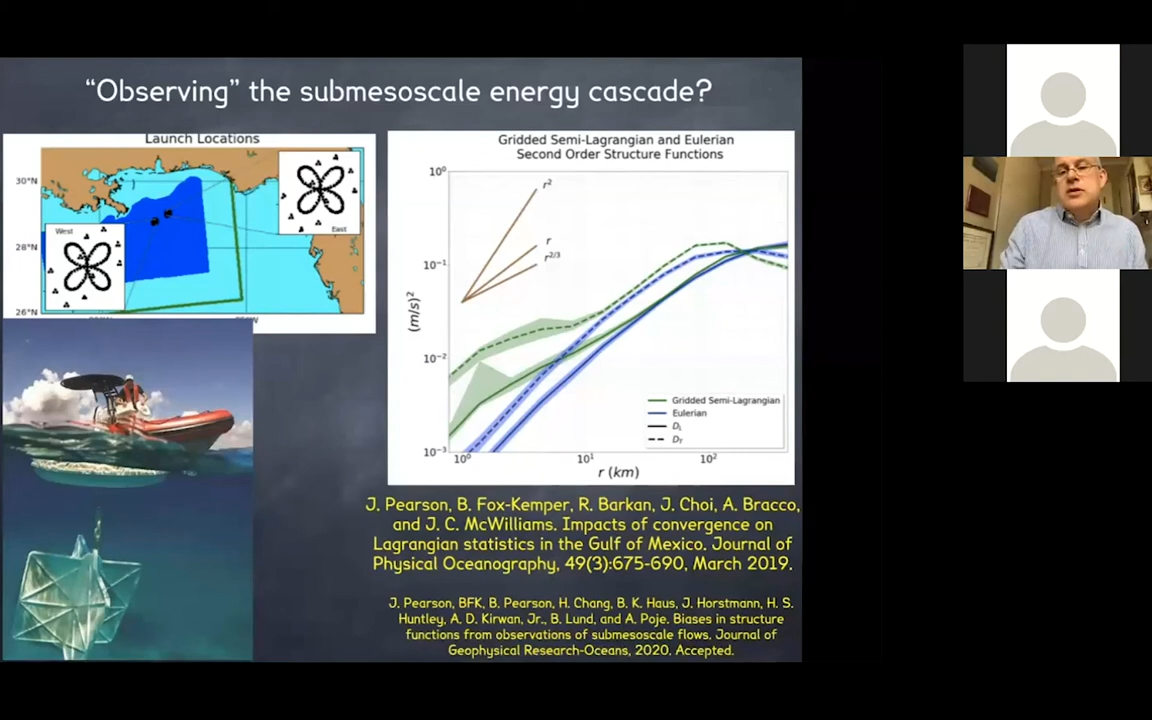 “Observing” the submesoscale energy cascade?
Launch Locations
30°N
28°N
26°N
West
East
Gridded Semi-Lagrangian and Eulerian
Second Order Structure Functions
10⁰
10⁻¹
10⁻²
10⁻³
(m/s)²
r²
r
r²ᐟ³
Gridded Semi-Lagrangian
Eulerian
D_L
D_T
10⁰
10¹
10²
r (km)
J. Pearson, B. Fox-Kemper, R. Barkan, J. Choi, A. Bracco,
and J. C. McWilliams. Impacts of convergence on
Lagrangian statistics in the Gulf of Mexico. Journal of
Physical Oceanography, 49(3):675-690, March 2019.
J. Pearson, BFK, B. Pearson, H. Chang, B. K. Haus, J. Horstmann, H. S.
Huntley, A. D. Kirwan, Jr., B. Lund, and A. Poje. Biases in structure
functions from observations of submesoscale flows. Journal of
Geophysical Research-Oceans, 2020. Accepted.